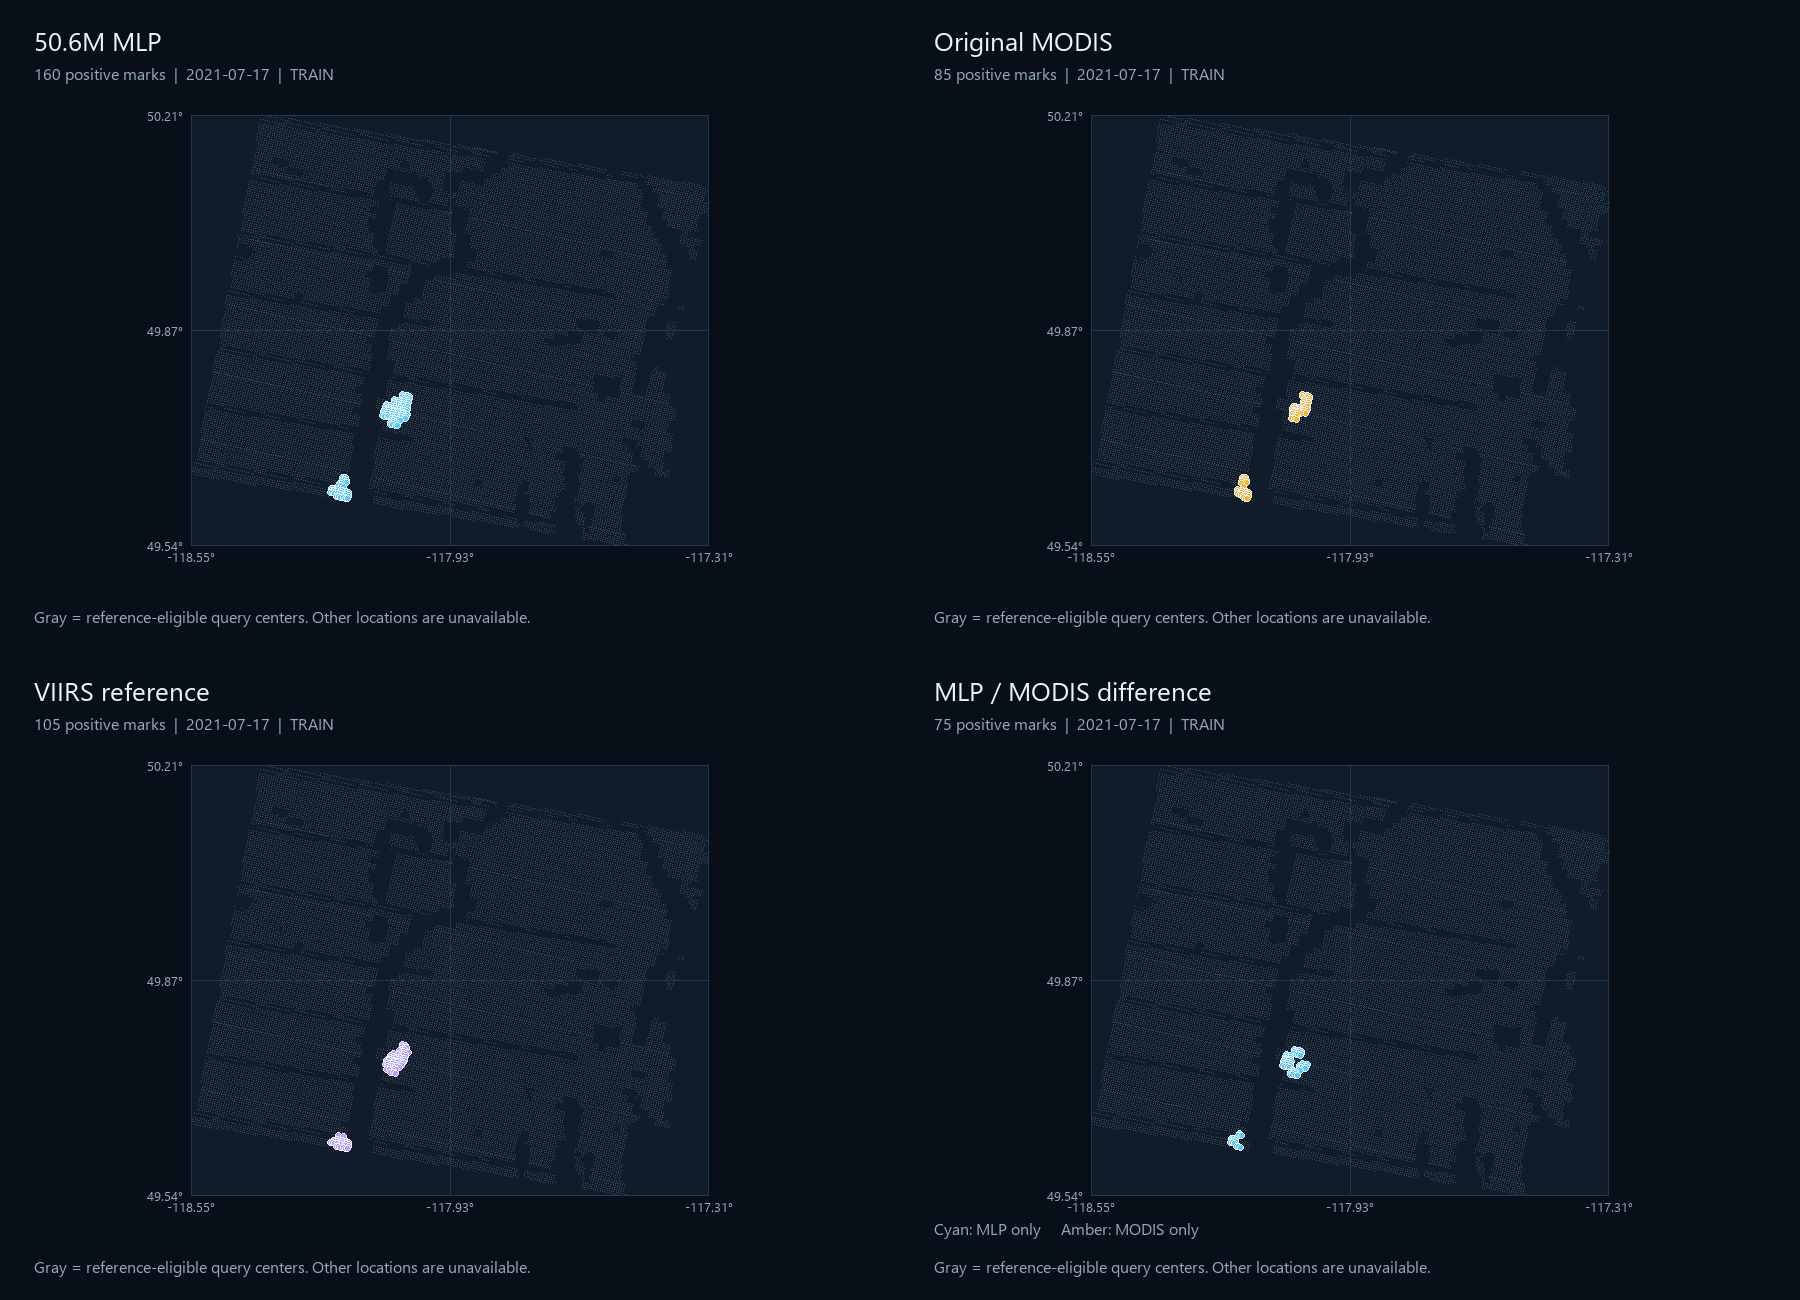 50.6M MLP
160 positive marks | 2021-07-17 | TRAIN
50.21°
49.87°
49.54°
-118.55°
-117.93°
-117.31°
Gray = reference-eligible query centers. Other locations are unavailable.
Original MODIS
85 positive marks | 2021-07-17 | TRAIN
50.21°
49.87°
49.54°
-118.55°
-117.93°
-117.31°
Gray = reference-eligible query centers. Other locations are unavailable.
VIIRS reference
105 positive marks | 2021-07-17 | TRAIN
50.21°
49.87°
49.54°
-118.55°
-117.93°
-117.31°
Gray = reference-eligible query centers. Other locations are unavailable.
MLP / MODIS difference
75 positive marks | 2021-07-17 | TRAIN
50.21°
49.87°
49.54°
-118.55°
-117.93°
-117.31°
Cyan: MLP only Amber: MODIS only
Gray = reference-eligible query centers. Other locations are unavailable.